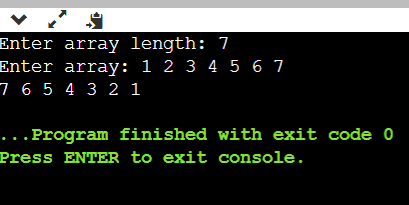 Enter array length: 7
Enter array: 1 2 3 4 5 6 7
7 6 5 4 3 2 1
...Program finished with exit code 0
Press ENTER to exit console.